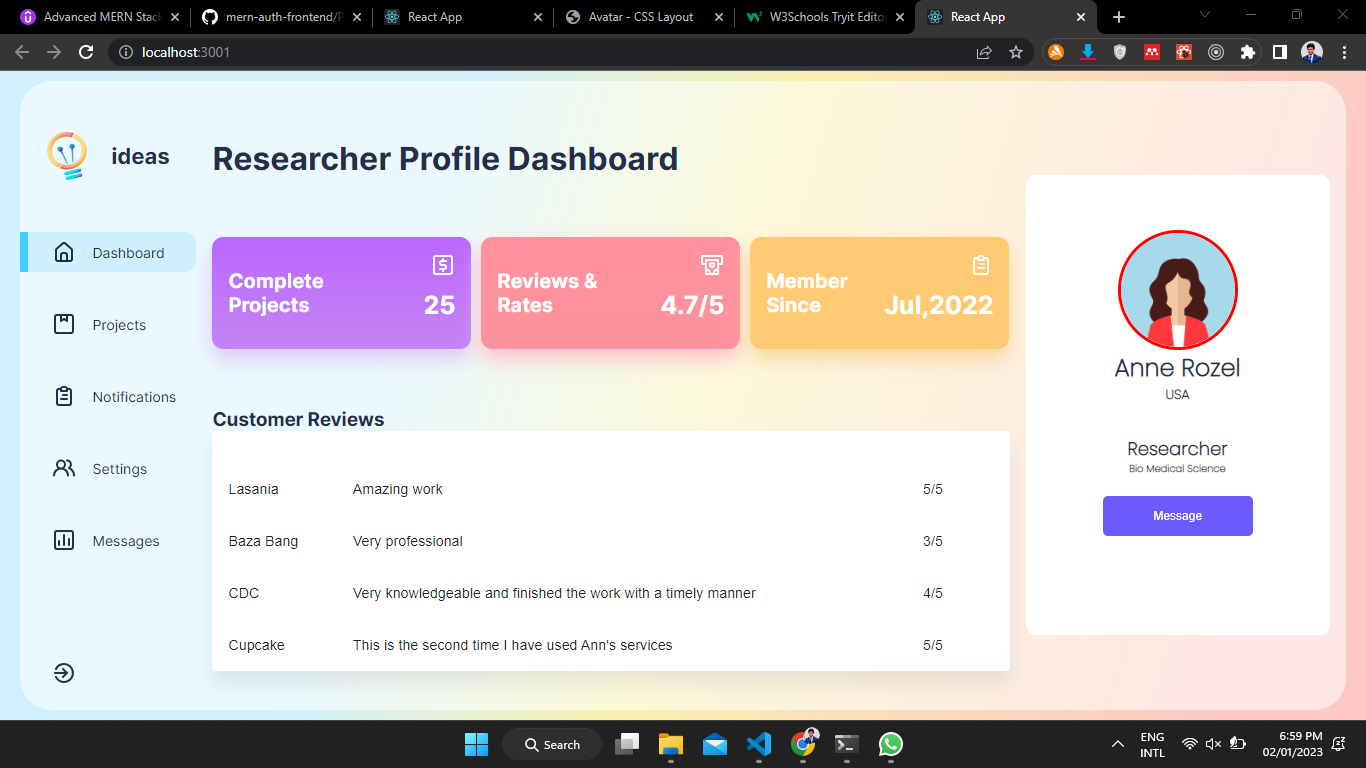 Advanced MERN Stack
mern-auth-frontend/P
React App
Avatar - CSS Layout
W3Schools Tryit Editor
React App
localhost:3001
ideas
Researcher Profile Dashboard
Dashboard
Projects
Notifications
Settings
Messages
Complete
Projects
25
Reviews &
Rates
4.7/5
Member
Since
Jul,2022
Customer Reviews
Lasania Amazing work 5/5
Baza Bang Very professional 3/5
CDC Very knowledgeable and finished the work with a timely manner 4/5
Cupcake This is the second time I have used Ann's services 5/5
Anne Rozel
USA
Researcher
Bio Medical Science
Message
Search
ENG
INTL
6:59 PM
02/01/2023